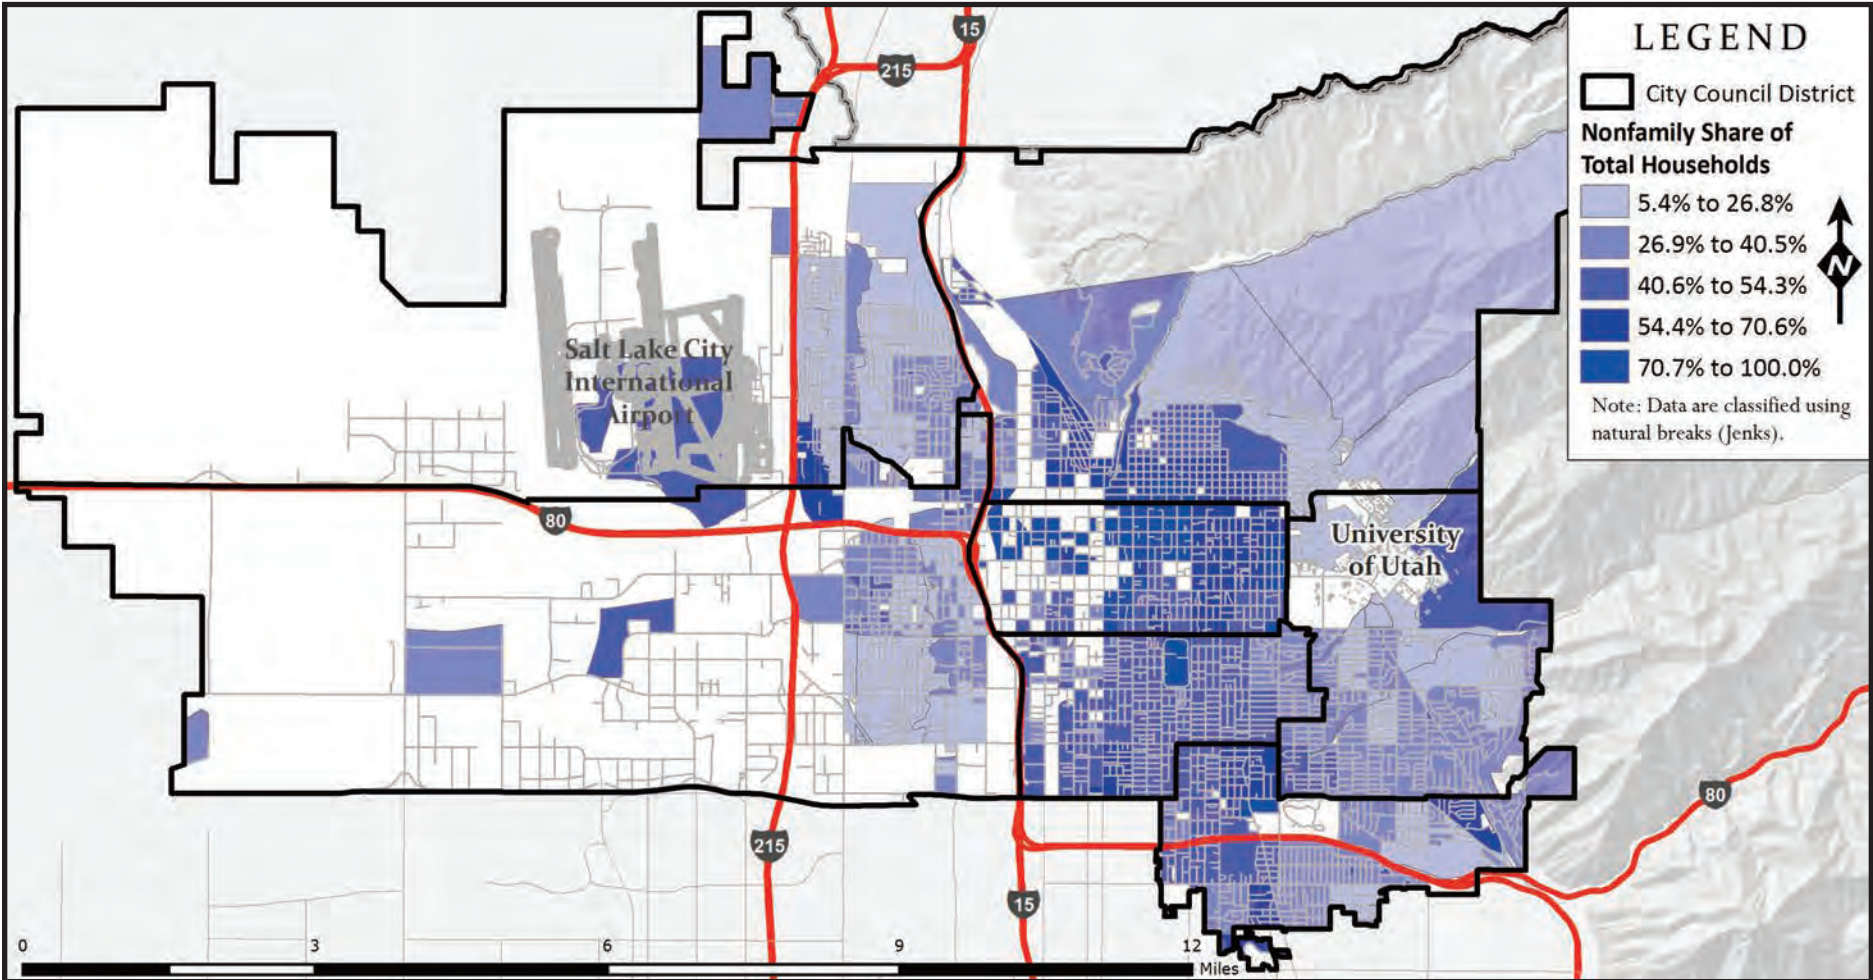 LEGEND
City Council District
Nonfamily Share of
Total Households
5.4% to 26.8%
26.9% to 40.5%
40.6% to 54.3%
54.4% to 70.6%
70.7% to 100.0%
N
Note: Data are classified using
natural breaks (Jenks).
15
215
Salt Lake City
International
Airport
80
University
of Utah
80
215
15
0 3 6 9 12
Miles